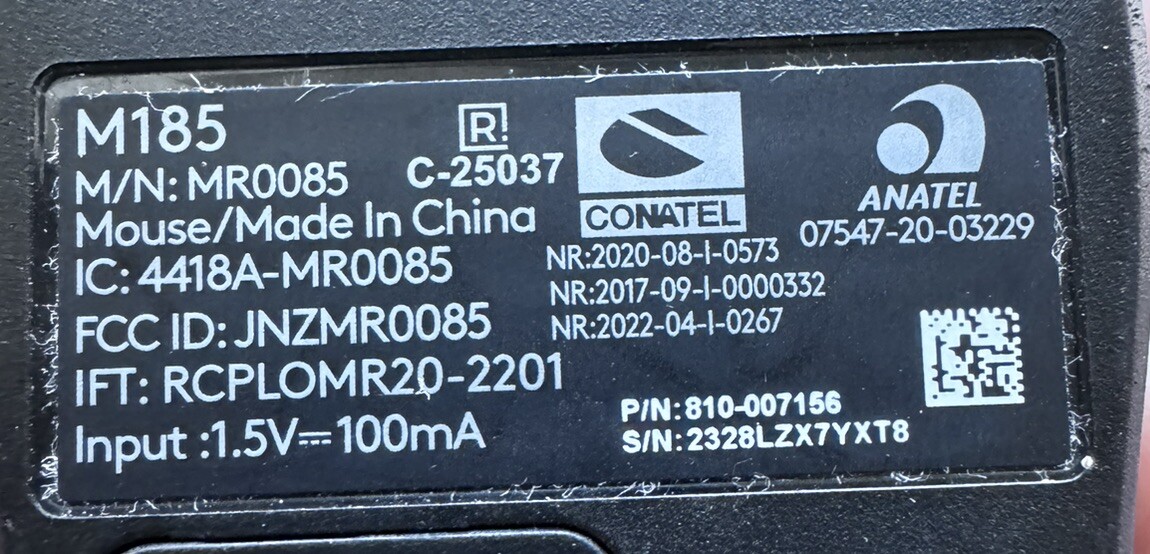 M185
M/N: MR0085
Mouse/Made In China
IC: 4418A-MR0085
FCC ID: JNZMR0085
IFT: RCPLOMR20-2201
Input :1.5V⎓100mA
R!
C-25037
CONATEL
NR:2020-08-I-0573
NR:2017-09-I-0000332
NR:2022-04-I-0267
ANATEL
07547-20-03229
P/N:810-007156
S/N:2328LZX7YXT8